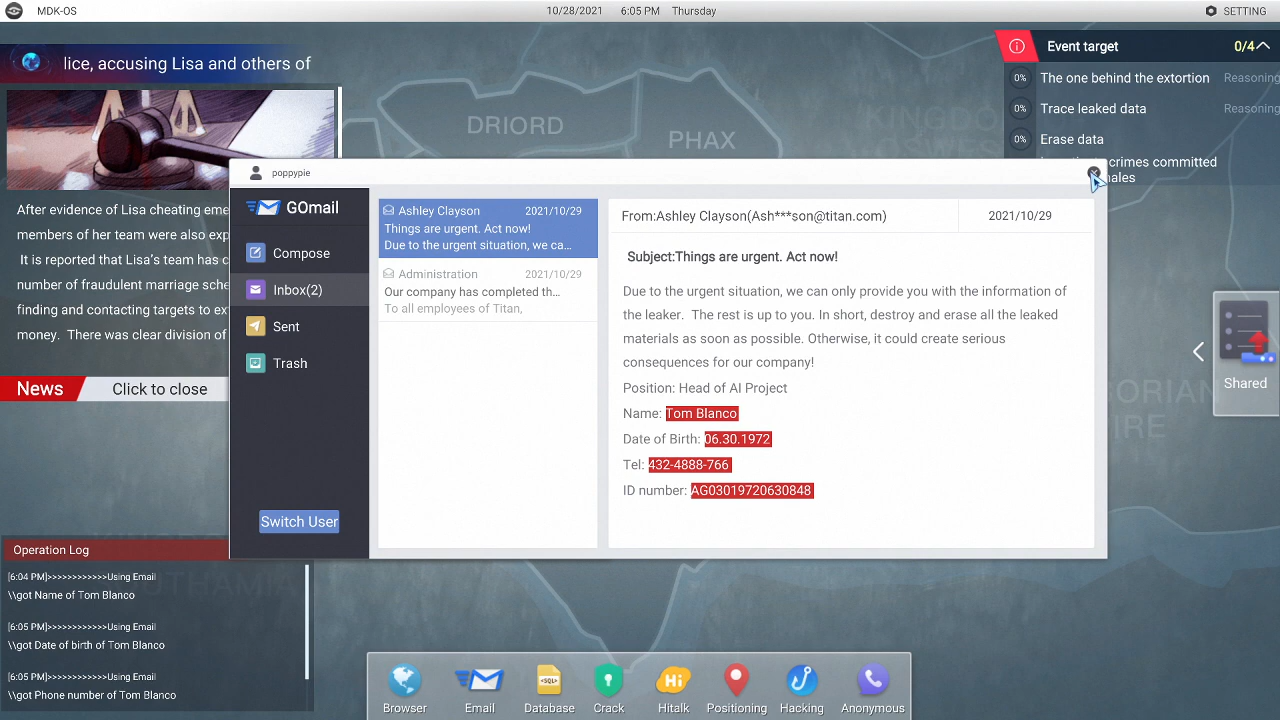 MDK-OS
10/28/2021 6:05 PM Thursday
SETTING
lice, accusing Lisa and others of
After evidence of Lisa cheating eme
members of her team were also exp
It is reported that Lisa's team has c
number of fraudulent marriage sche
finding and contacting targets to ex
money. There was clear division of
News Click to close
DRIORD
PHAX
Event target 0/4
0% The one behind the extortion Reasoning
0% Trace leaked data Reasoning
0% Erase data
crimes committed
males
poppypie
GOmail
Compose
Inbox(2)
Sent
Trash
Switch User
Ashley Clayson 2021/10/29
Things are urgent. Act now!
Due to the urgent situation, we ca...
Administration 2021/10/29
Our company has completed th...
To all employees of Titan,
From:Ashley Clayson(Ash***son@titan.com) 2021/10/29
Subject:Things are urgent. Act now!
Due to the urgent situation, we can only provide you with the information of
the leaker. The rest is up to you. In short, destroy and erase all the leaked
materials as soon as possible. Otherwise, it could create serious
consequences for our company!
Position: Head of AI Project
Name: Tom Blanco
Date of Birth: 06.30.1972
Tel: 432-4888-766
ID number: AG03019720630848
Shared
Operation Log
[6:04 PM]>>>>>>>>>>>>Using Email
\\got Name of Tom Blanco
[6:05 PM]>>>>>>>>>>>>Using Email
\\got Date of birth of Tom Blanco
[6:05 PM]>>>>>>>>>>>>Using Email
\\got Phone number of Tom Blanco
Browser
Email
<SQL>
Database
Crack
Hi
Hitalk
Positioning
Hacking
Anonymous